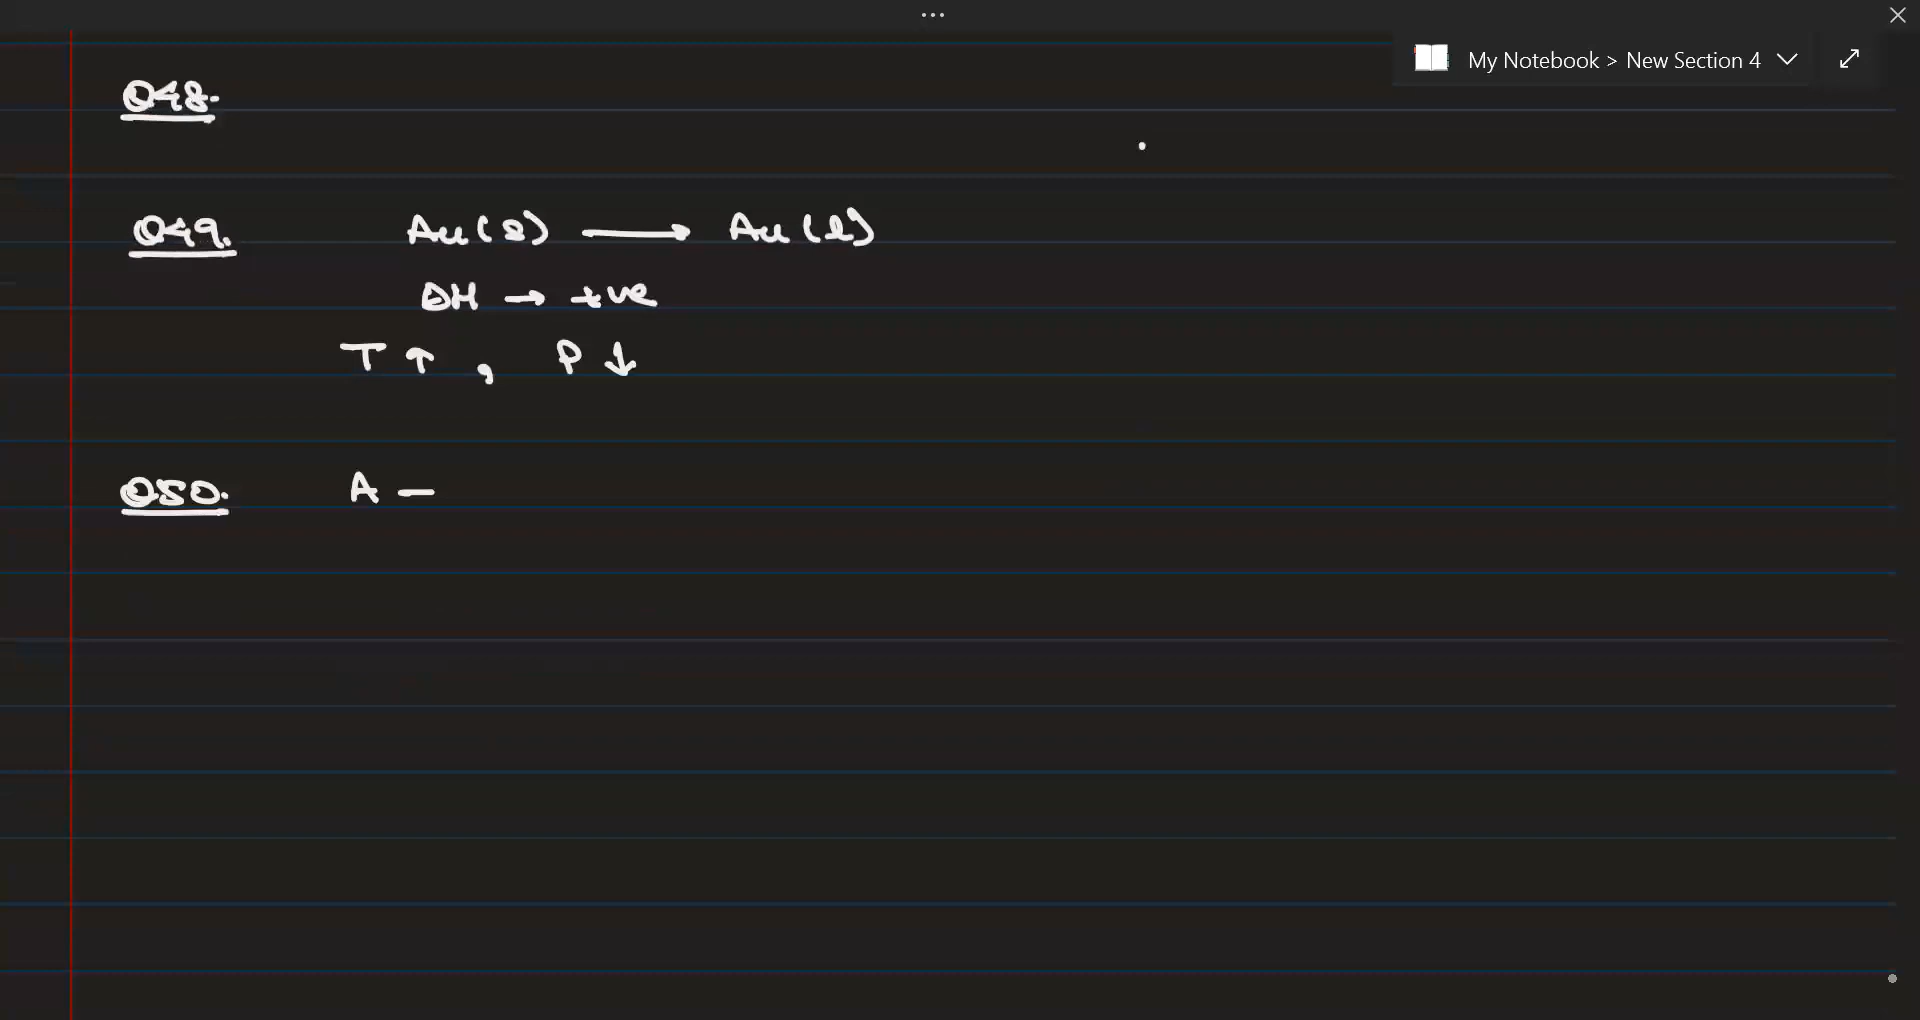 ...
My Notebook > New Section 4
Q48.
Q49. Au(s) → Au(l)
ΔH → +ve
T ↑ , P ↓
Q50. A –